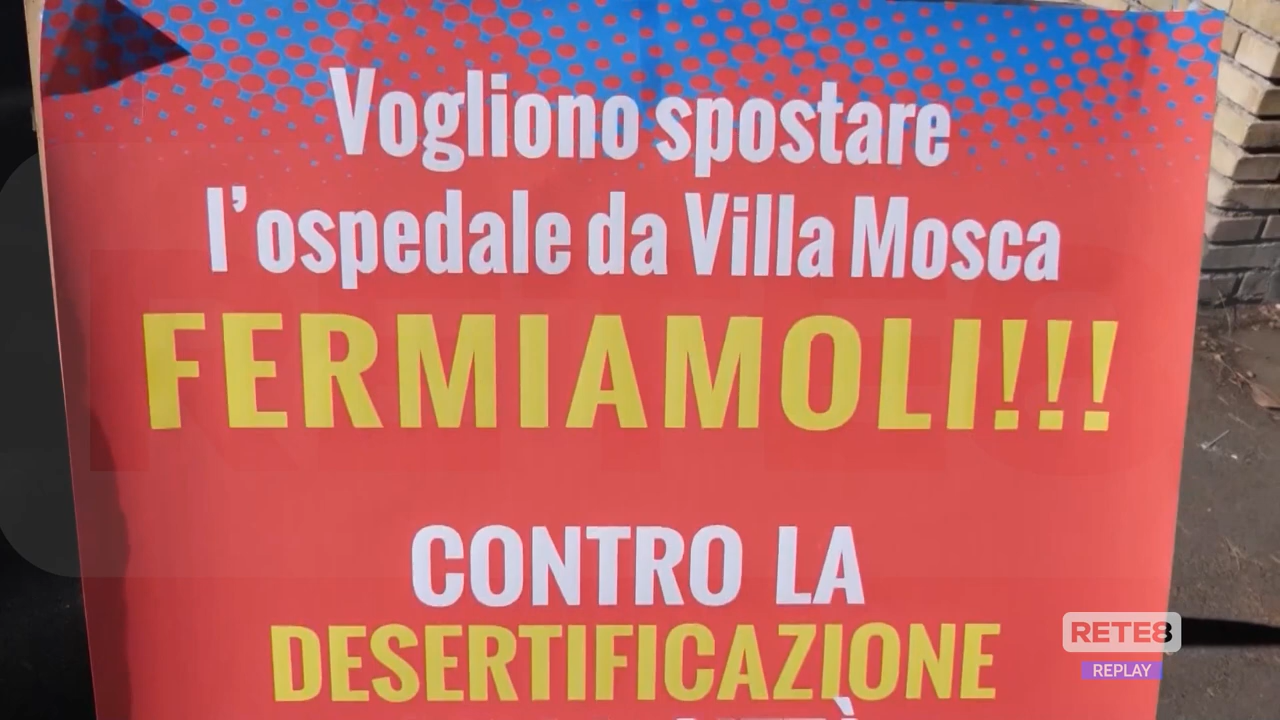 Vogliono spostare
l'ospedale da Villa Mosca
FERMIAMOLI!!!
CONTRO LA
DESERTIFICAZIONE
RETE8
REPLAY